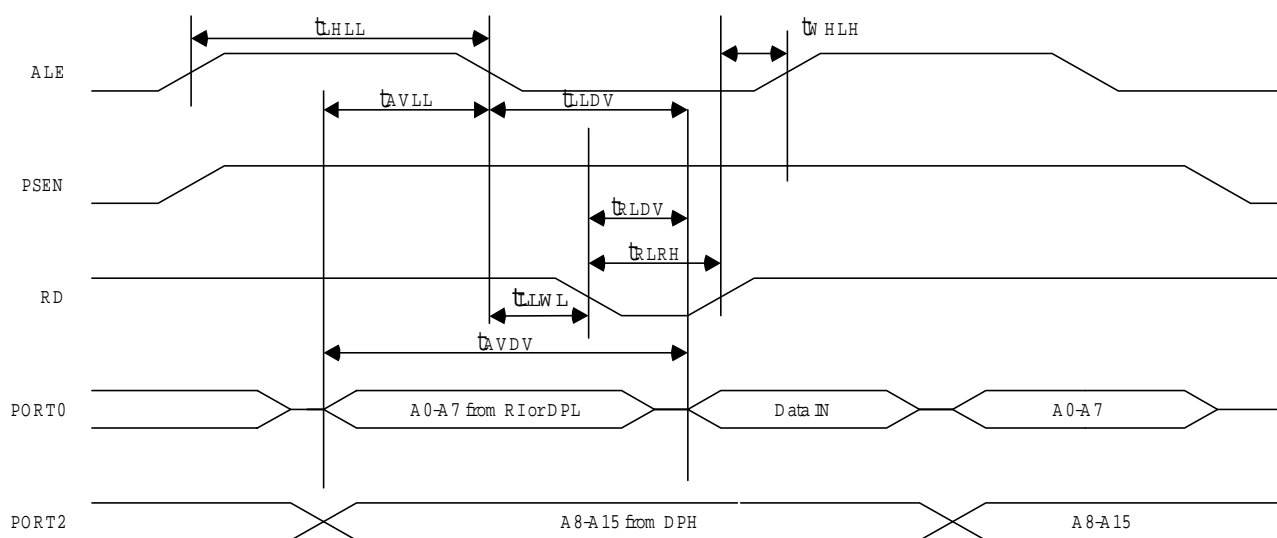 tLHLL
tWHLH
ALE
tAVLL
tLLDV
PSEN
tRLDV
tRLRH
RD
tLLWL
tAVDV
PORT0
A0-A7 from RI or DPL
Data IN
A0-A7
PORT2
A8-A15 from DPH
A8-A15